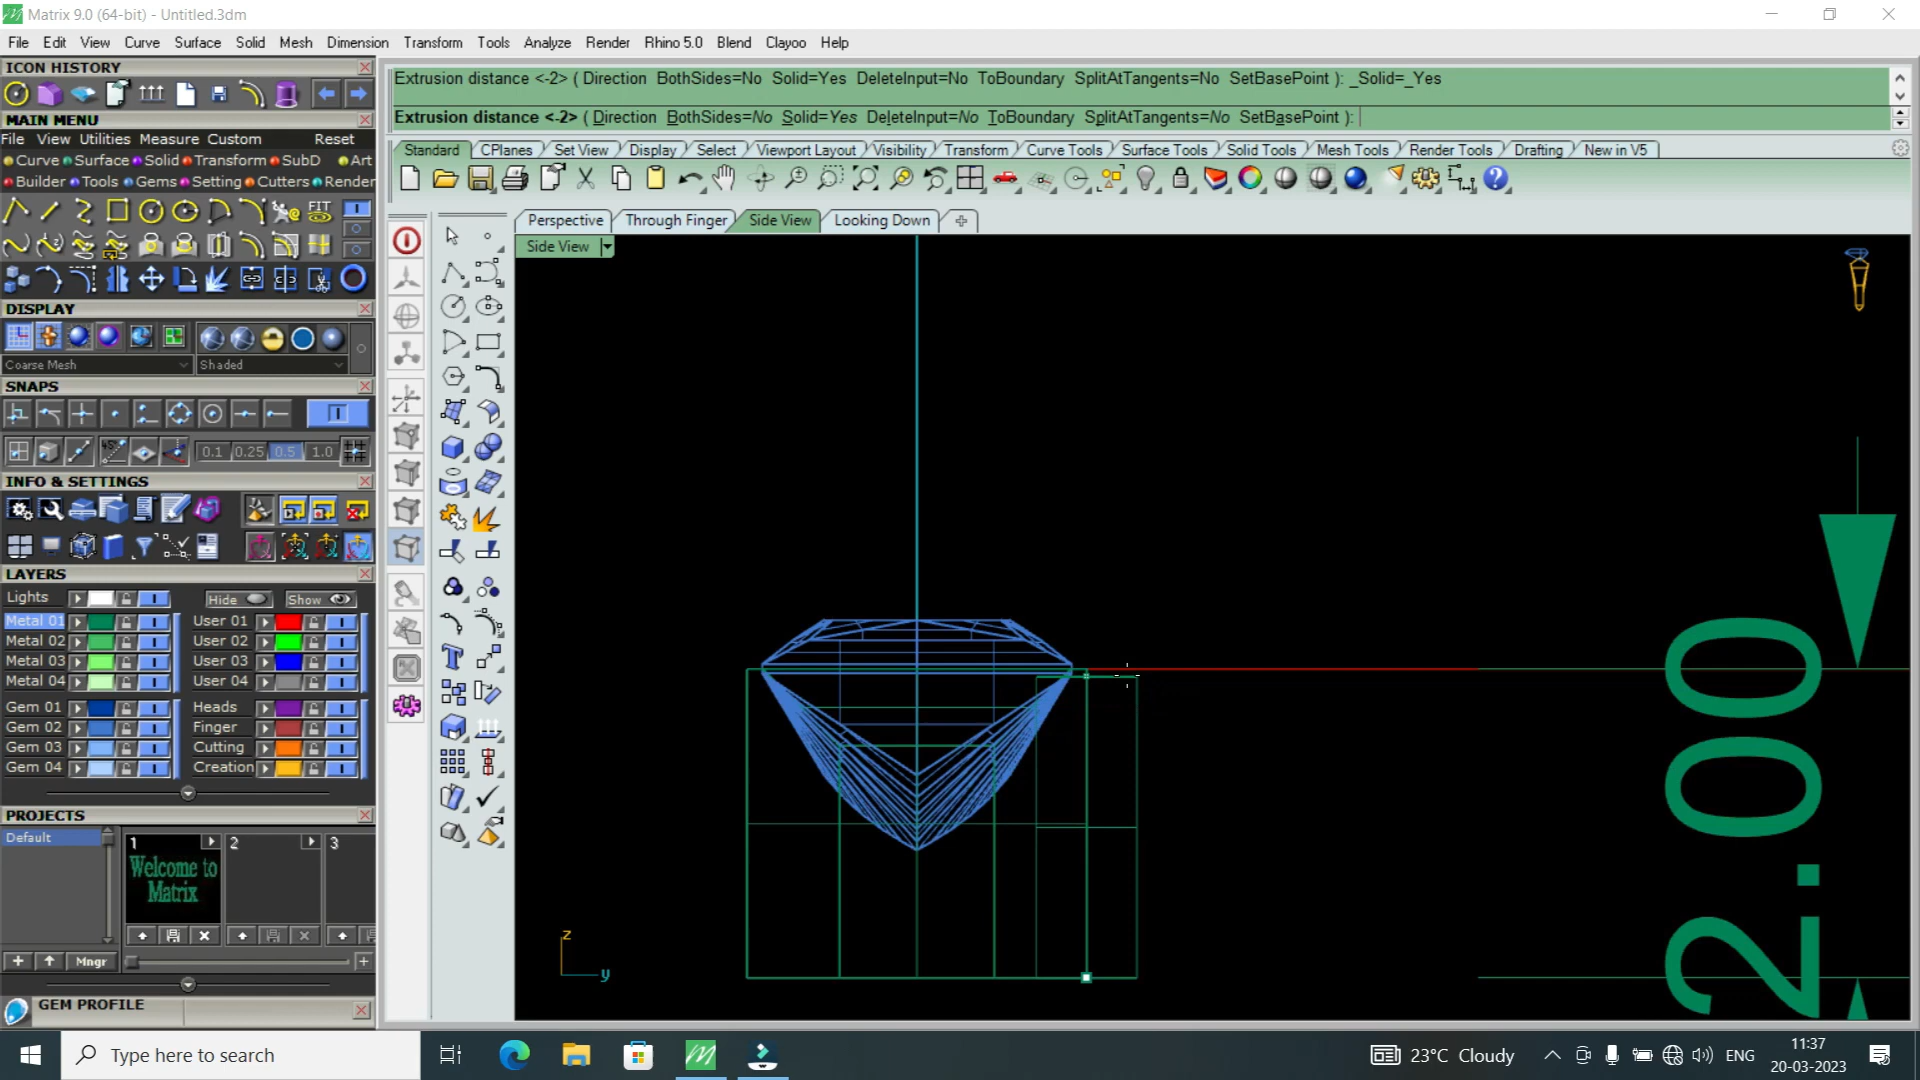 Matrix 9.0 (64-bit) - Untitled.3dm
File Edit View Curve Surface Solid Mesh Dimension Transform Tools Analyze Render Rhino 5.0 Blend Clayoo Help
ICON HISTORY
MAIN MENU
File View Utilities Measure Custom Reset
Curve Surface Solid Transform SubD Art
Builder Tools Gems Setting Cutters Render
FIT
DISPLAY
Coarse Mesh Shaded
SNAPS
0.1 0.25 0.5 1.0
INFO & SETTINGS
LAYERS
Lights Hide Show
Metal 01 User 01
Metal 02 User 02
Metal 03 User 03
Metal 04 User 04
Gem 01 Heads
Gem 02 Finger
Gem 03 Cutting
Gem 04 Creation
PROJECTS
Default
1 2 3
Welcome to
Matrix
Mngr
GEM PROFILE
Extrusion distance <-2> ( Direction BothSides=No Solid=Yes DeleteInput=No ToBoundary SplitAtTangents=No SetBasePoint ): _Solid=_Yes
Extrusion distance <-2> ( Direction BothSides=No Solid=Yes DeleteInput=No ToBoundary SplitAtTangents=No SetBasePoint ):
Standard CPlanes Set View Display Select Viewport Layout Visibility Transform Curve Tools Surface Tools Solid Tools Mesh Tools Render Tools Drafting New in V5
Perspective Through Finger Side View Looking Down
Side View
z
y
2.00
Type here to search
23°C Cloudy
ENG
11:37
20-03-2023